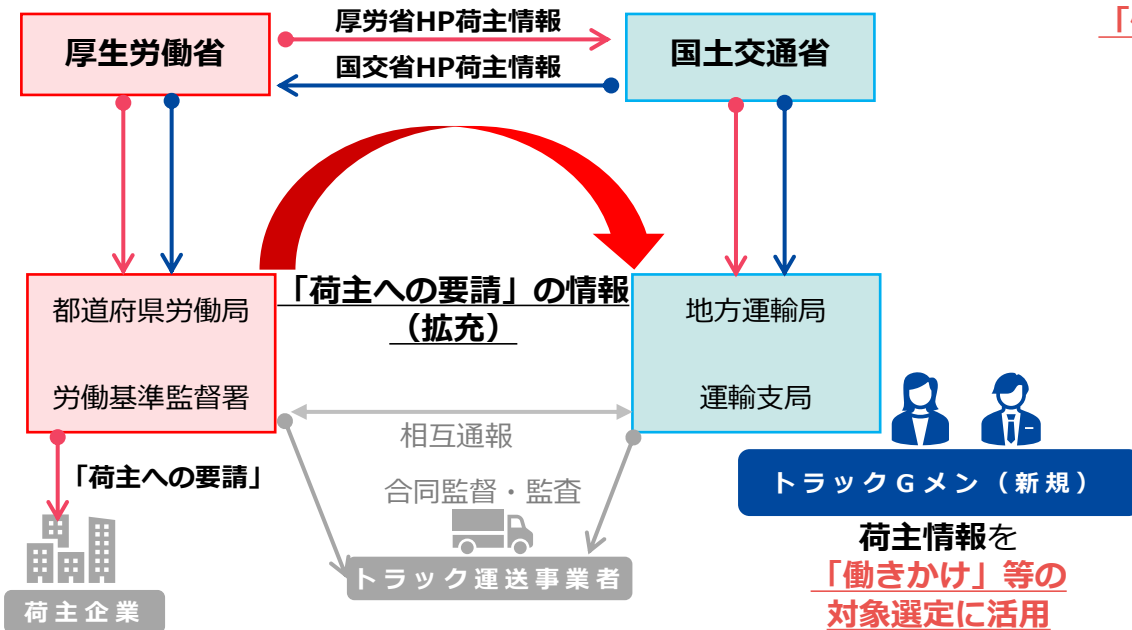 厚労省HP荷主情報
厚生労働省
国土交通省
国交省HP荷主情報
「荷主への要請」の情報
（拡充）
都道府県労働局
地方運輸局
労働基準監督署
運輸支局
相互通報
「荷主への要請」
合同監督・監査
トラックGメン（新規）
荷主情報を
「働きかけ」等の
対象選定に活用
トラック運送事業者
荷主企業